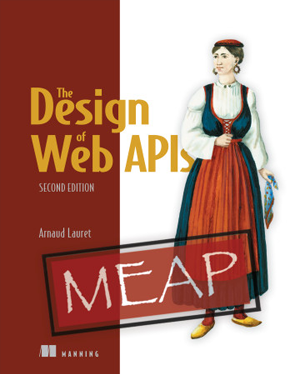 The
Design
of
Web APIs
SECOND EDITION
Arnaud Lauret
MEAP
MANNING